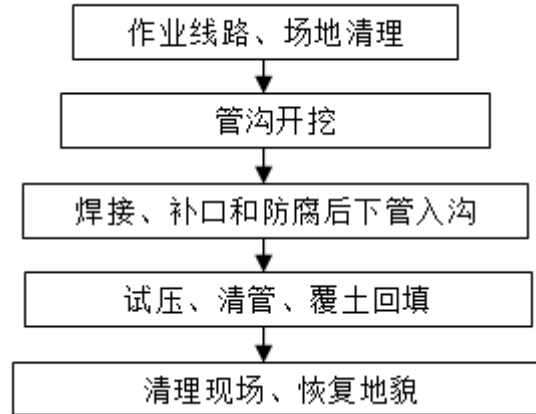 作业线路、场地清理
管沟开挖
焊接、补口和防腐后下管入沟
试压、清管、覆土回填
清理现场、恢复地貌